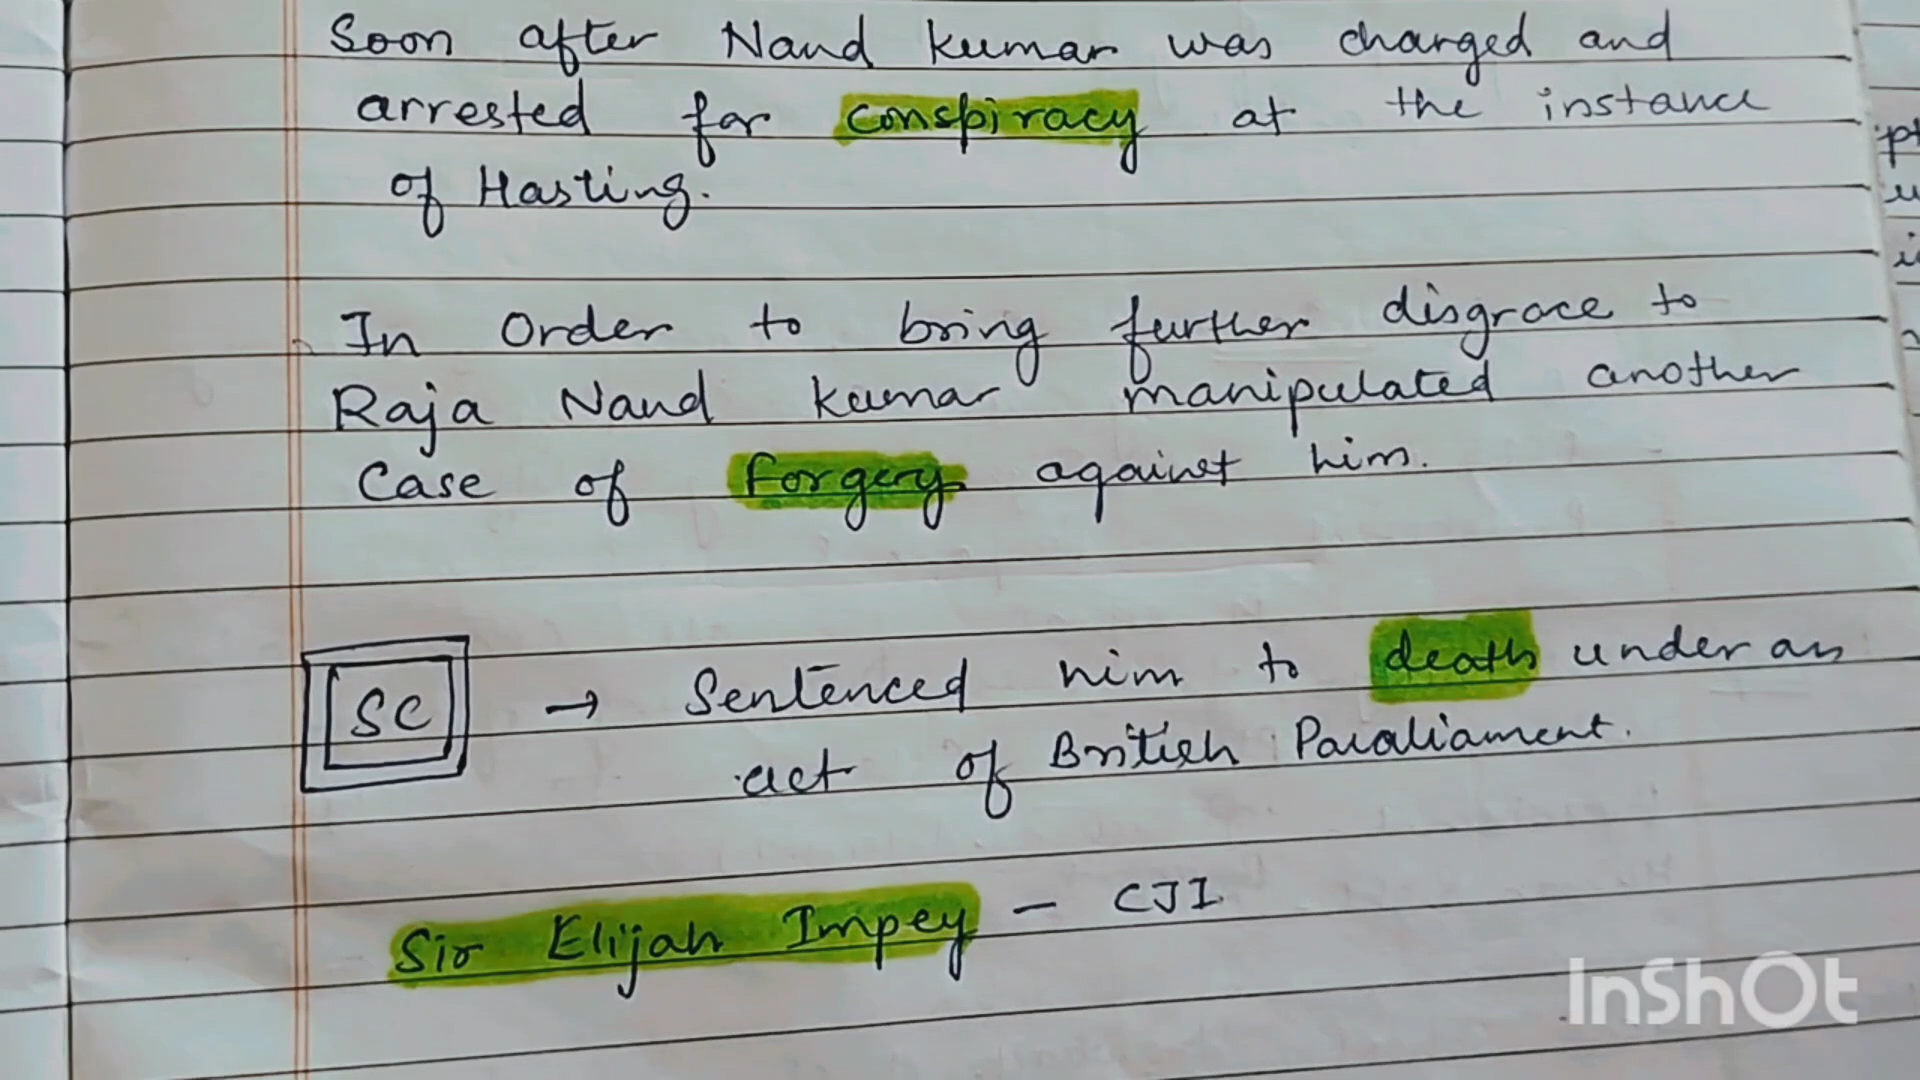 Soon after Nand Kumar was charged and
arrested for conspiracy at the instance
of Hasting.
In Order to bring further disgrace to
Raja Nand Kumar manipulated another
Case of forgery against him.
SC → Sentenced him to death under an
act of British Paraliament.
Sir Elijah Impey - CJI
InShOt